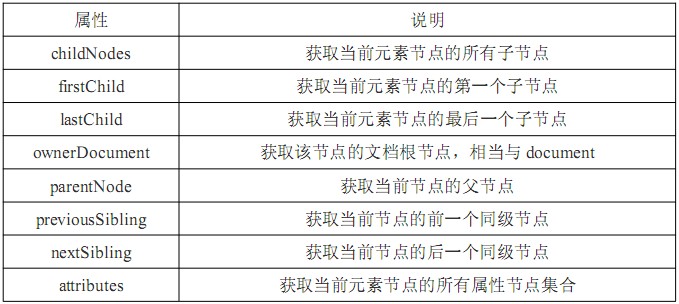 属性 说明
childNodes 获取当前元素节点的所有子节点
firstChild 获取当前元素节点的第一个子节点
lastChild 获取当前元素节点的最后一个子节点
ownerDocument 获取该节点的文档根节点，相当与 document
parentNode 获取当前节点的父节点
previousSibling 获取当前节点的前一个同级节点
nextSibling 获取当前节点的后一个同级节点
attributes 获取当前元素节点的所有属性节点集合